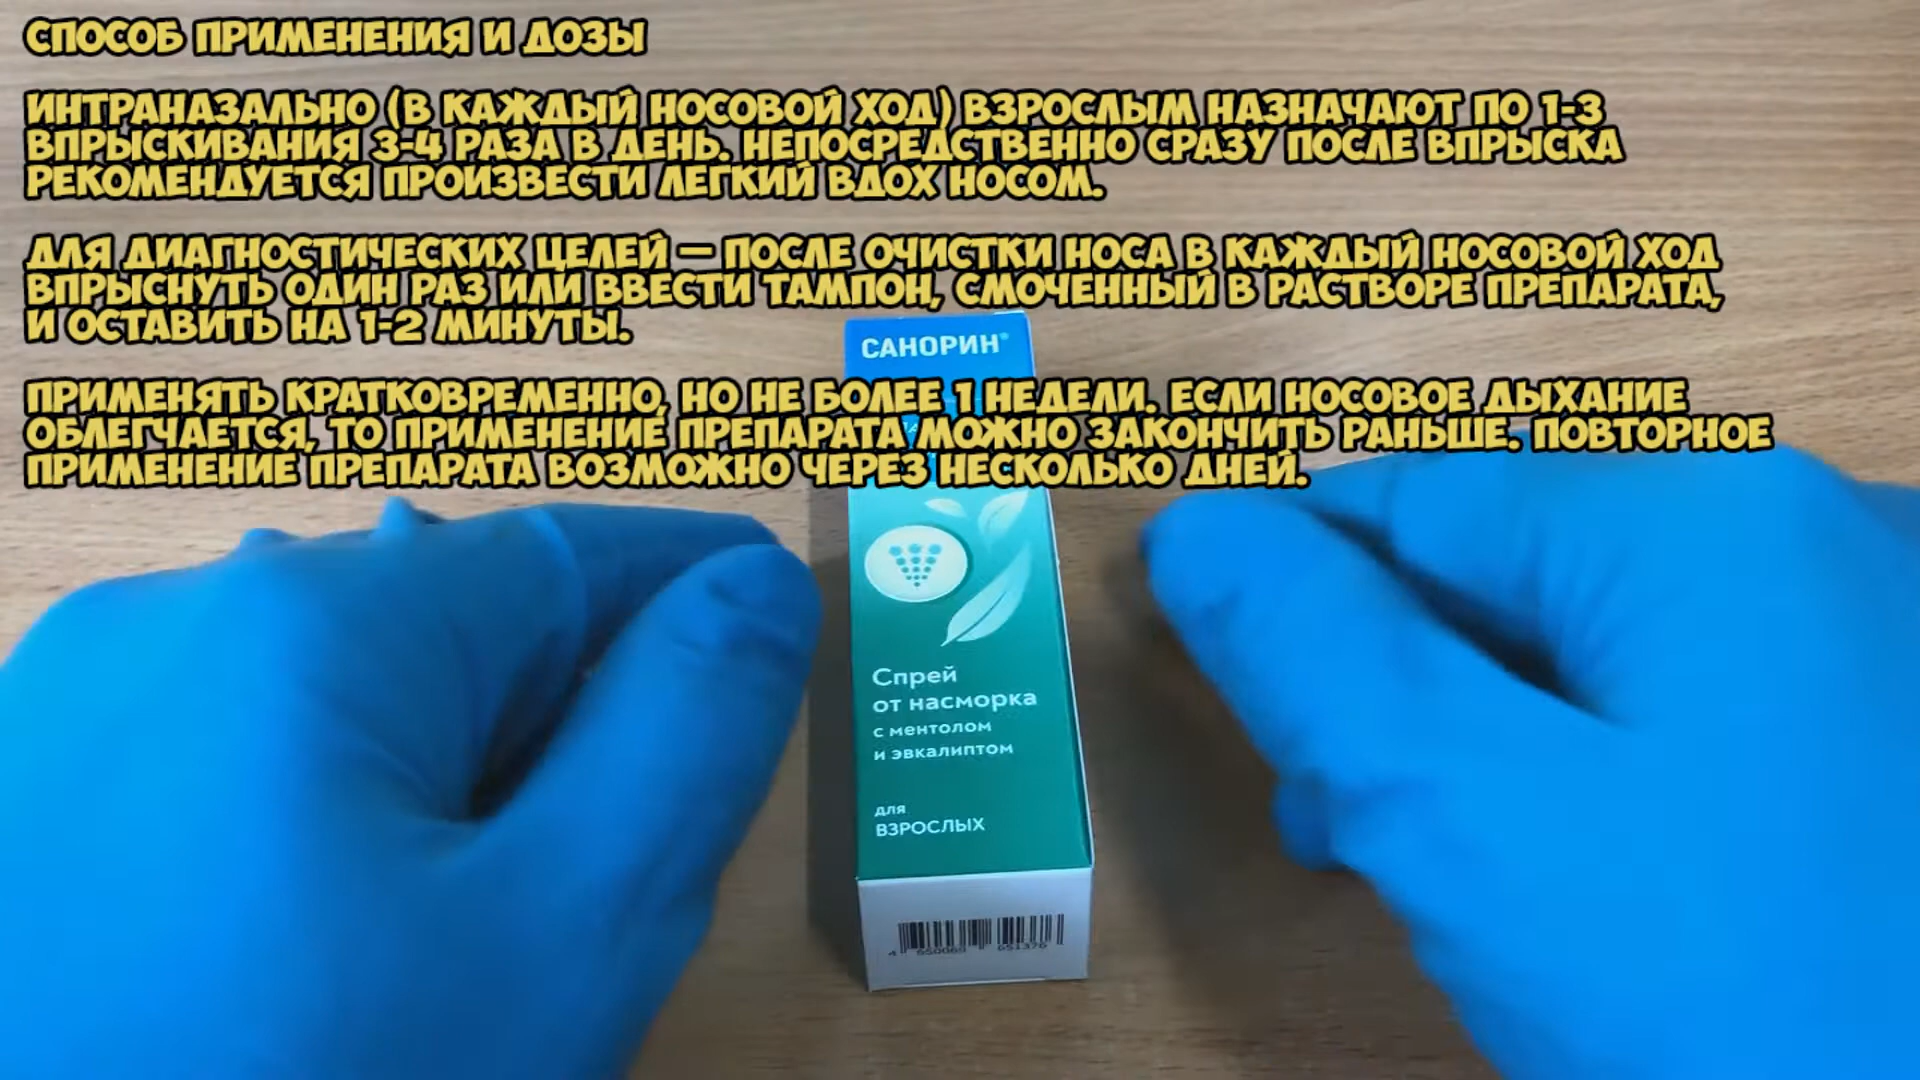 СПОСОБ ПРИМЕНЕНИЯ И ДОЗЫ
ИНТРАНАЗАЛЬНО (В КАЖДЫЙ НОСОВОЙ ХОД) ВЗРОСЛЫМ НАЗНАЧАЮТ ПО 1-3
ВПРЫСКИВАНИЯ 3-4 РАЗА В ДЕНЬ. НЕПОСРЕДСТВЕННО СРАЗУ ПОСЛЕ ВПРЫСКА
РЕКОМЕНДУЕТСЯ ПРОИЗВЕСТИ ЛЕГКИЙ ВДОХ НОСОМ.
ДЛЯ ДИАГНОСТИЧЕСКИХ ЦЕЛЕЙ — ПОСЛЕ ОЧИСТКИ НОСА В КАЖДЫЙ НОСОВОЙ ХОД
ВПРЫСНУТЬ ОДИН РАЗ ИЛИ ВВЕСТИ ТАМПОН, СМОЧЕННЫЙ В РАСТВОРЕ ПРЕПАРАТА,
И ОСТАВИТЬ НА 1-2 МИНУТЫ.
ПРИМЕНЯТЬ КРАТКОВРЕМЕННО, НО НЕ БОЛЕЕ 1 НЕДЕЛИ. ЕСЛИ НОСОВОЕ ДЫХАНИЕ
ОБЛЕГЧАЕТСЯ, ТО ПРИМЕНЕНИЕ ПРЕПАРАТА МОЖНО ЗАКОНЧИТЬ РАНЬШЕ. ПОВТОРНОЕ
ПРИМЕНЕНИЕ ПРЕПАРАТА ВОЗМОЖНО ЧЕРЕЗ НЕСКОЛЬКО ДНЕЙ.
САНОРИН®
Спрей
от насморка
с ментолом
и эвкалиптом
для
ВЗРОСЛЫХ